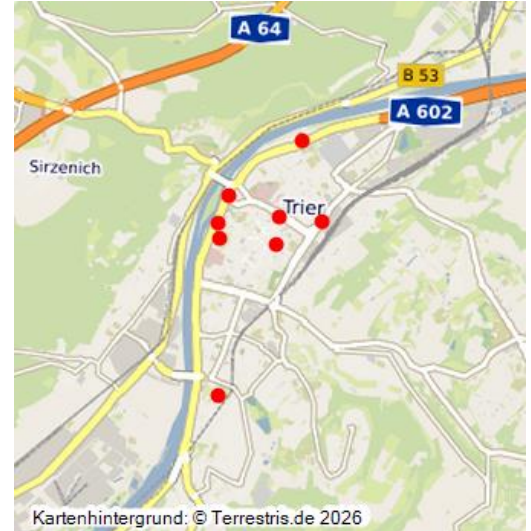 A 64
B 53
A 602
Sirzenich
Trier
Kartenhintergrund: © Terrestris.de 2026